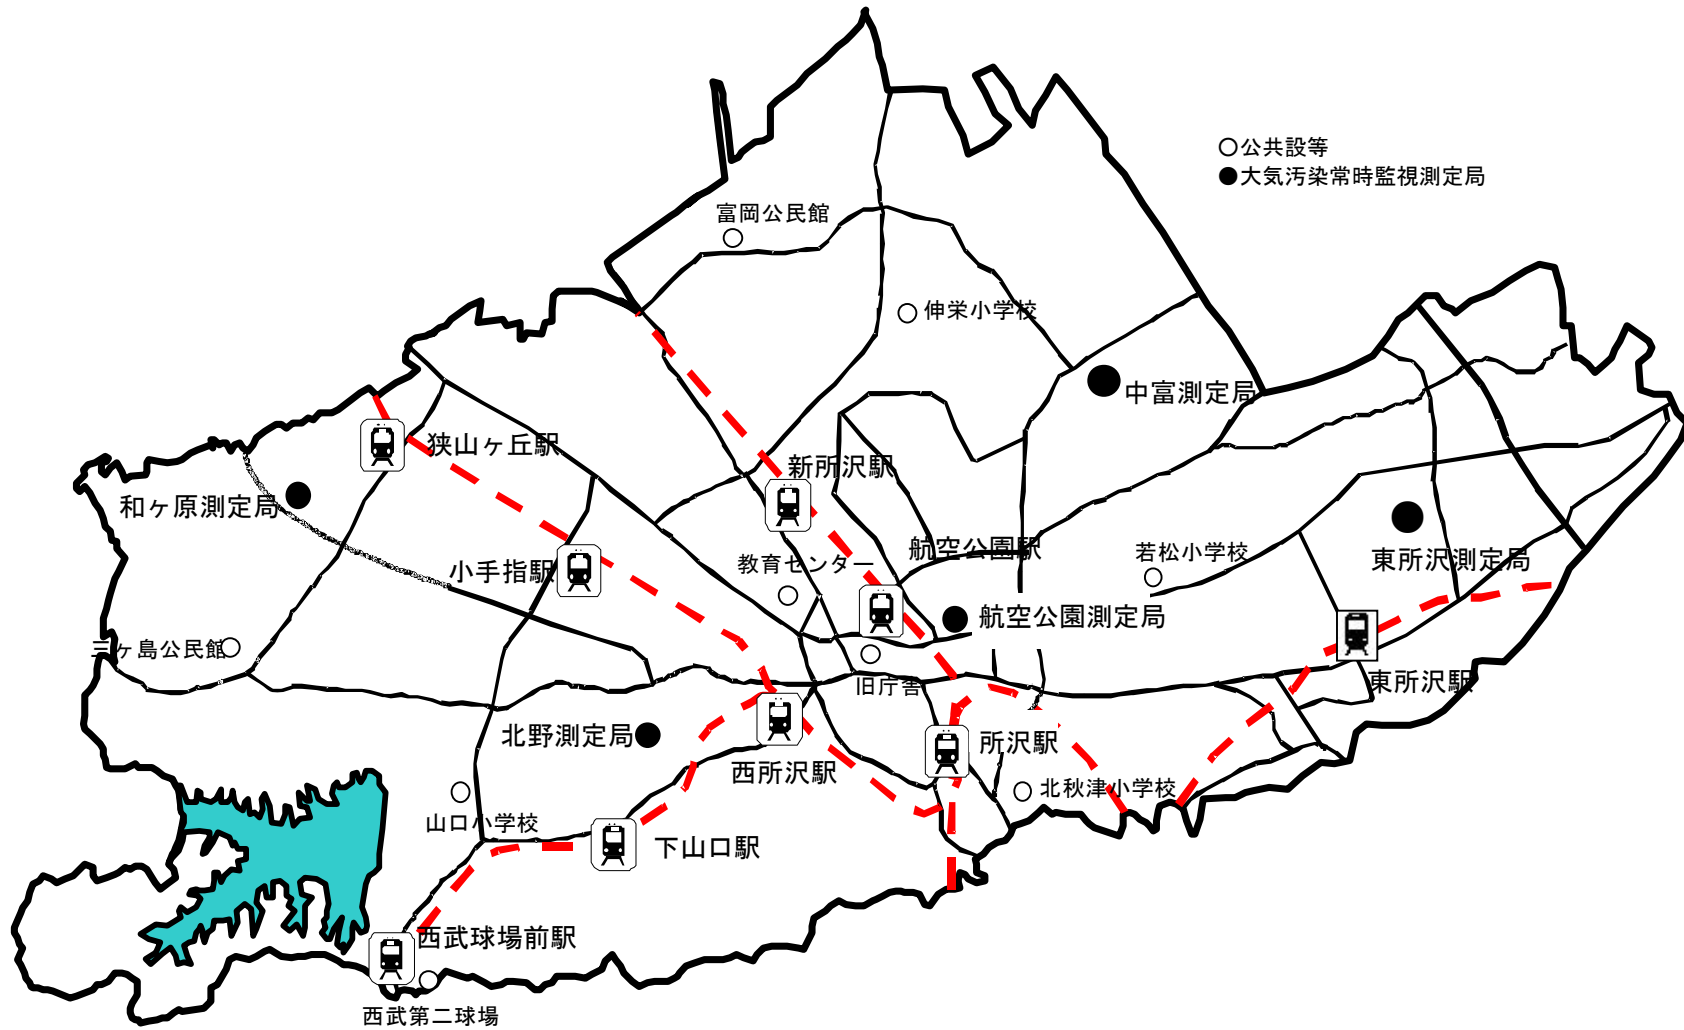 ○公共設等
●大気汚染常時監視測定局
富岡公民館
伸栄小学校
中富測定局
狭山ヶ丘駅
新所沢駅
和ヶ原測定局
航空公園駅
若松小学校
東所沢測定局
教育センター
小手指駅
航空公園測定局
三ヶ島公民館
旧庁舎
東所沢駅
北野測定局
所沢駅
西所沢駅
北秋津小学校
山口小学校
下山口駅
西武球場前駅
西武第二球場